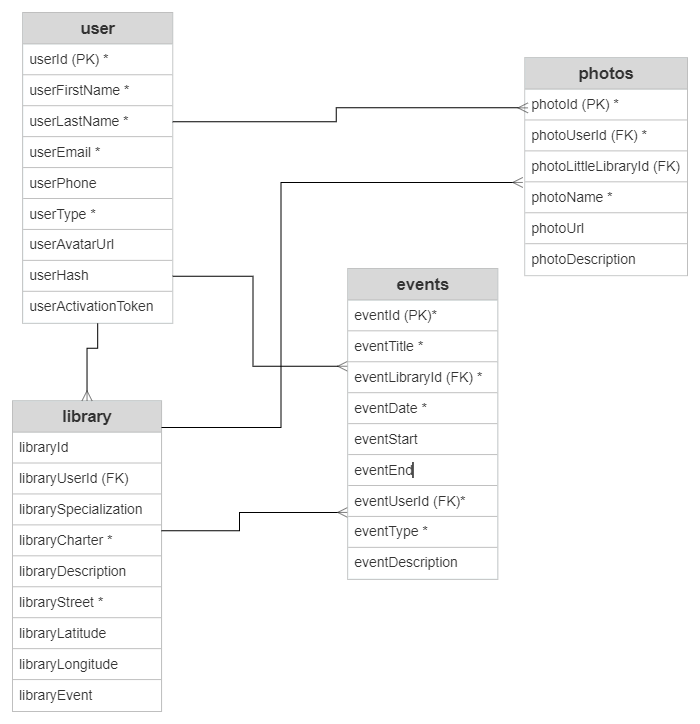 user
userId (PK) *
userFirstName *
userLastName *
userEmail *
userPhone
userType *
userAvatarUrl
userHash
userActivationToken
photos
photoId (PK) *
photoUserId (FK) *
photoLittleLibraryId (FK)
photoName *
photoUrl
photoDescription
events
eventId (PK)*
eventTitle *
eventLibraryId (FK) *
eventDate *
eventStart
eventEnd
eventUserId (FK)*
eventType *
eventDescription
library
libraryId
libraryUserId (FK)
librarySpecialization
libraryCharter *
libraryDescription
libraryStreet *
libraryLatitude
libraryLongitude
libraryEvent